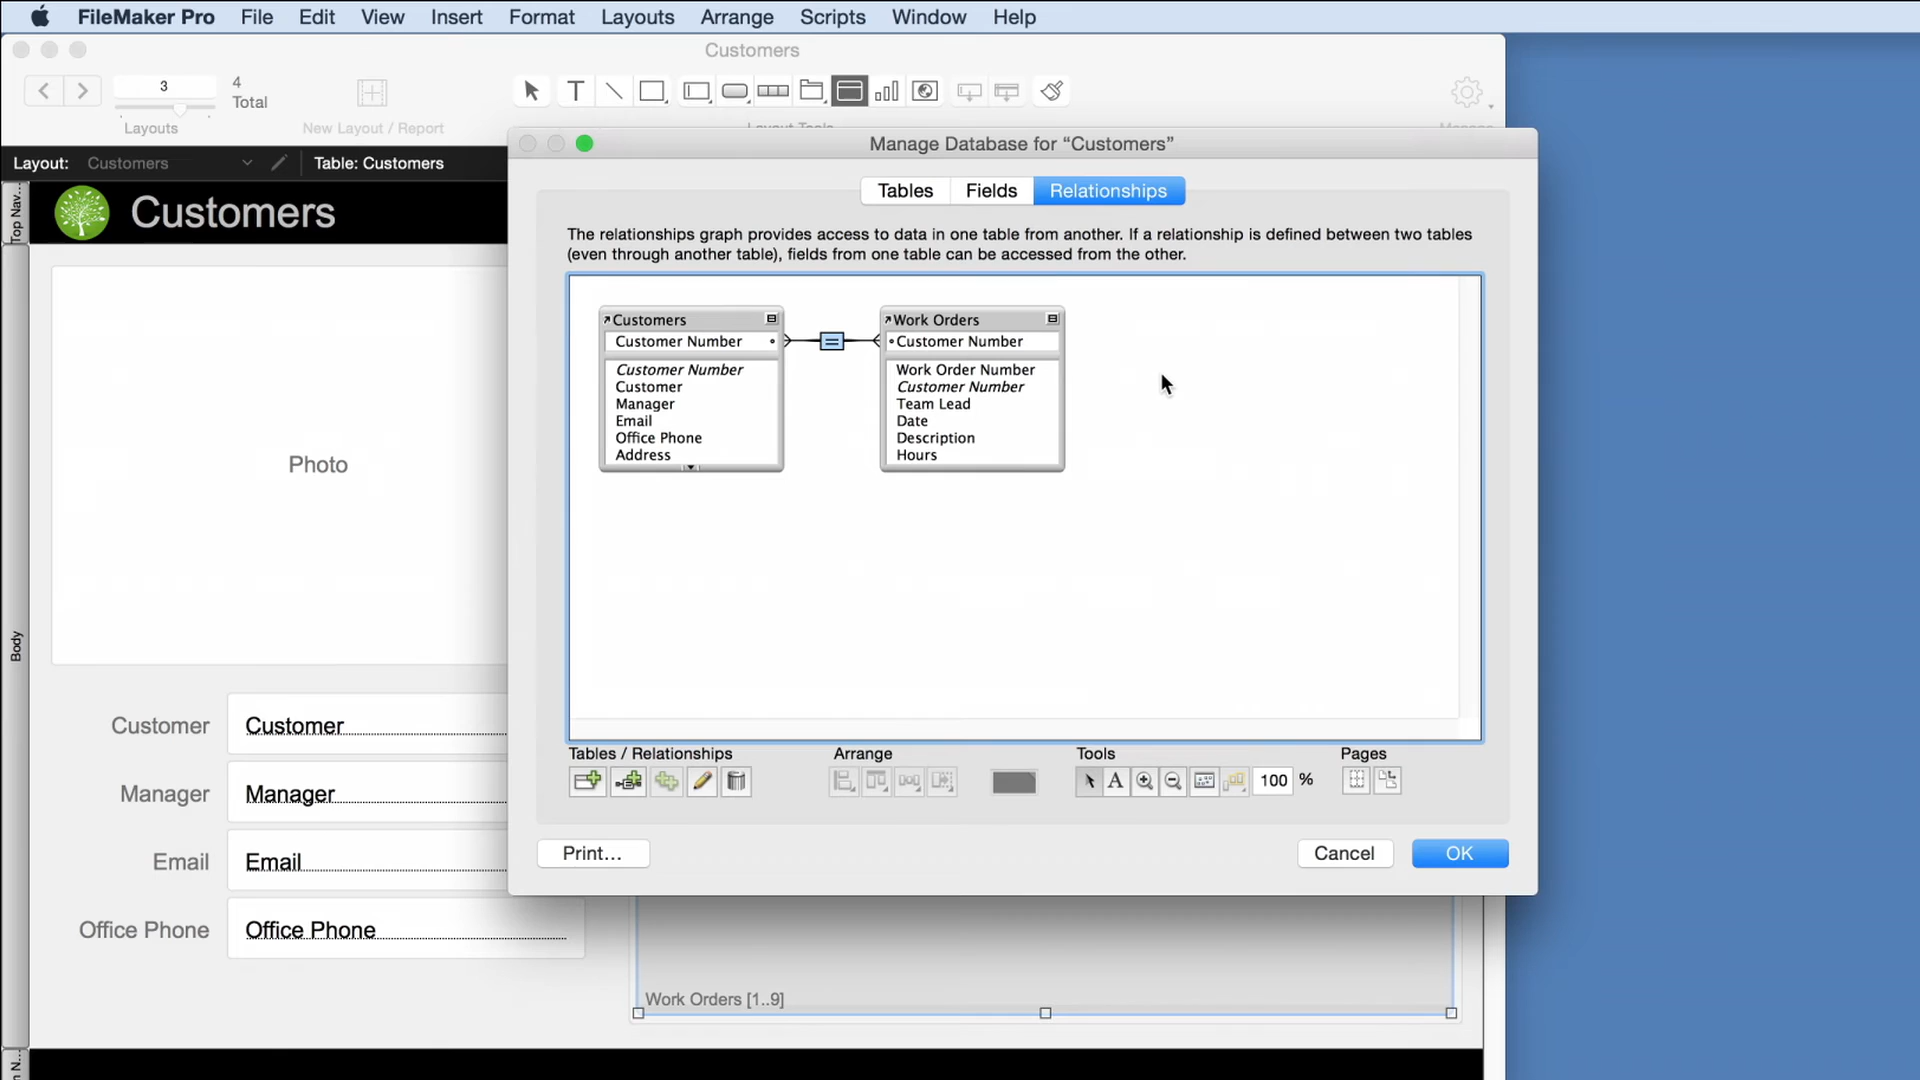 FileMaker Pro File Edit View Insert Format Layouts Arrange Scripts Window Help
Customers
3
4
Total
Layouts
New Layout / Report
Layout: Customers
Table: Customers
Top Nav...
Customers
Photo
Body
Customer Customer
Manager Manager
Email Email
Office Phone Office Phone
Work Orders [1..9]
Manage Database for “Customers”
Tables Fields Relationships
The relationships graph provides access to data in one table from another. If a relationship is defined between two tables
(even through another table), fields from one table can be accessed from the other.
Customers
Customer Number
Customer Number
Customer
Manager
Email
Office Phone
Address
Work Orders
Customer Number
Work Order Number
Customer Number
Team Lead
Date
Description
Hours
Tables / Relationships
Arrange
Tools
A
100 %
Pages
Print...
Cancel
OK